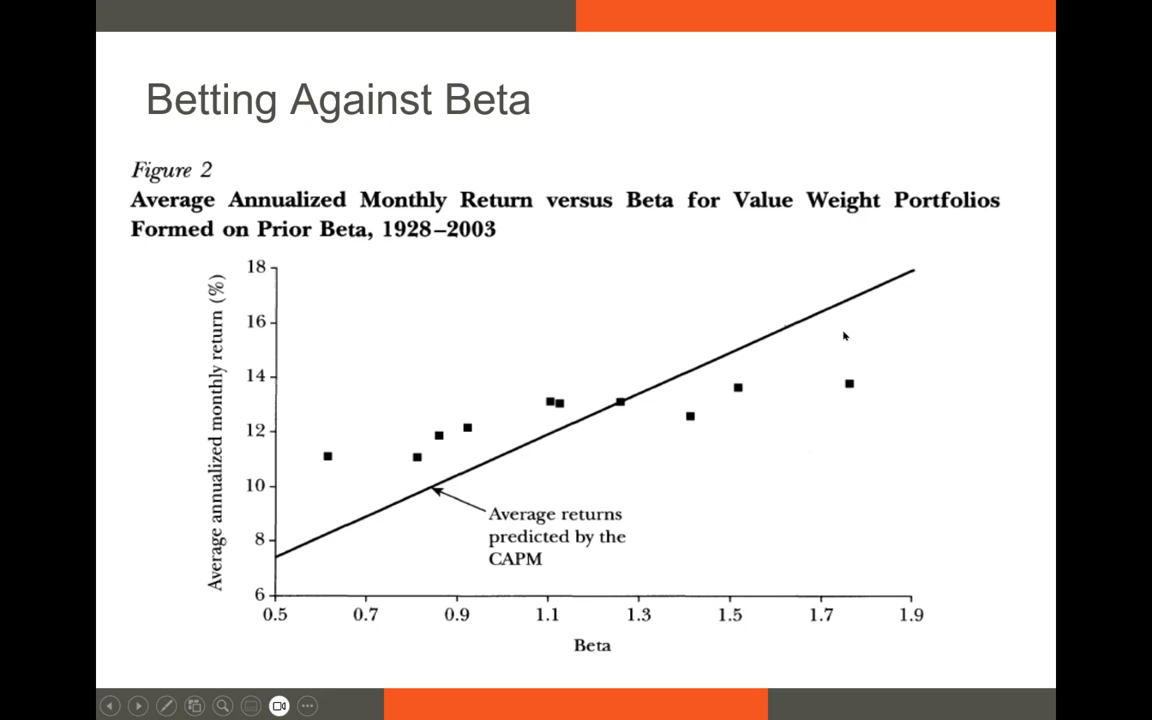 Betting Against Beta
Figure 2
Average Annualized Monthly Return versus Beta for Value Weight Portfolios
Formed on Prior Beta, 1928–2003
Average annualized monthly return (%)
18
16
14
12
10
8
6
Average returns
predicted by the
CAPM
0.5 0.7 0.9 1.1 1.3 1.5 1.7 1.9
Beta